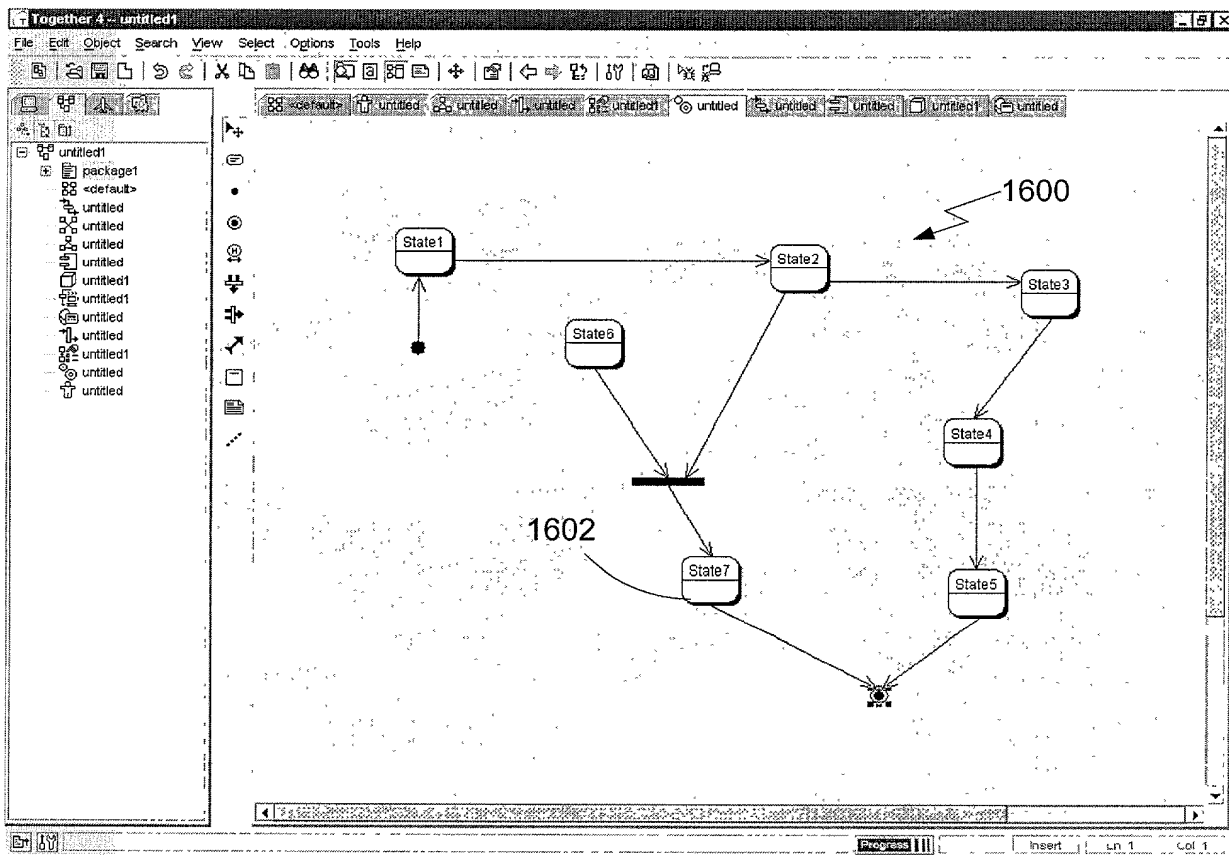 Together 4 -- untitled1
File Edit Object Search View Select Options Tools Help
<default> untitled untitled untitled untitled1 untitled untitled untitled untitled1 untitled
untitled1
package1
<default>
untitled
untitled
untitled
untitled
untitled1
untitled1
untitled
untitled
untitled1
untitled
untitled
1600
State1
State2
State3
State6
State4
1602
State7
State5
Progress Insert Ln 1 Col 1